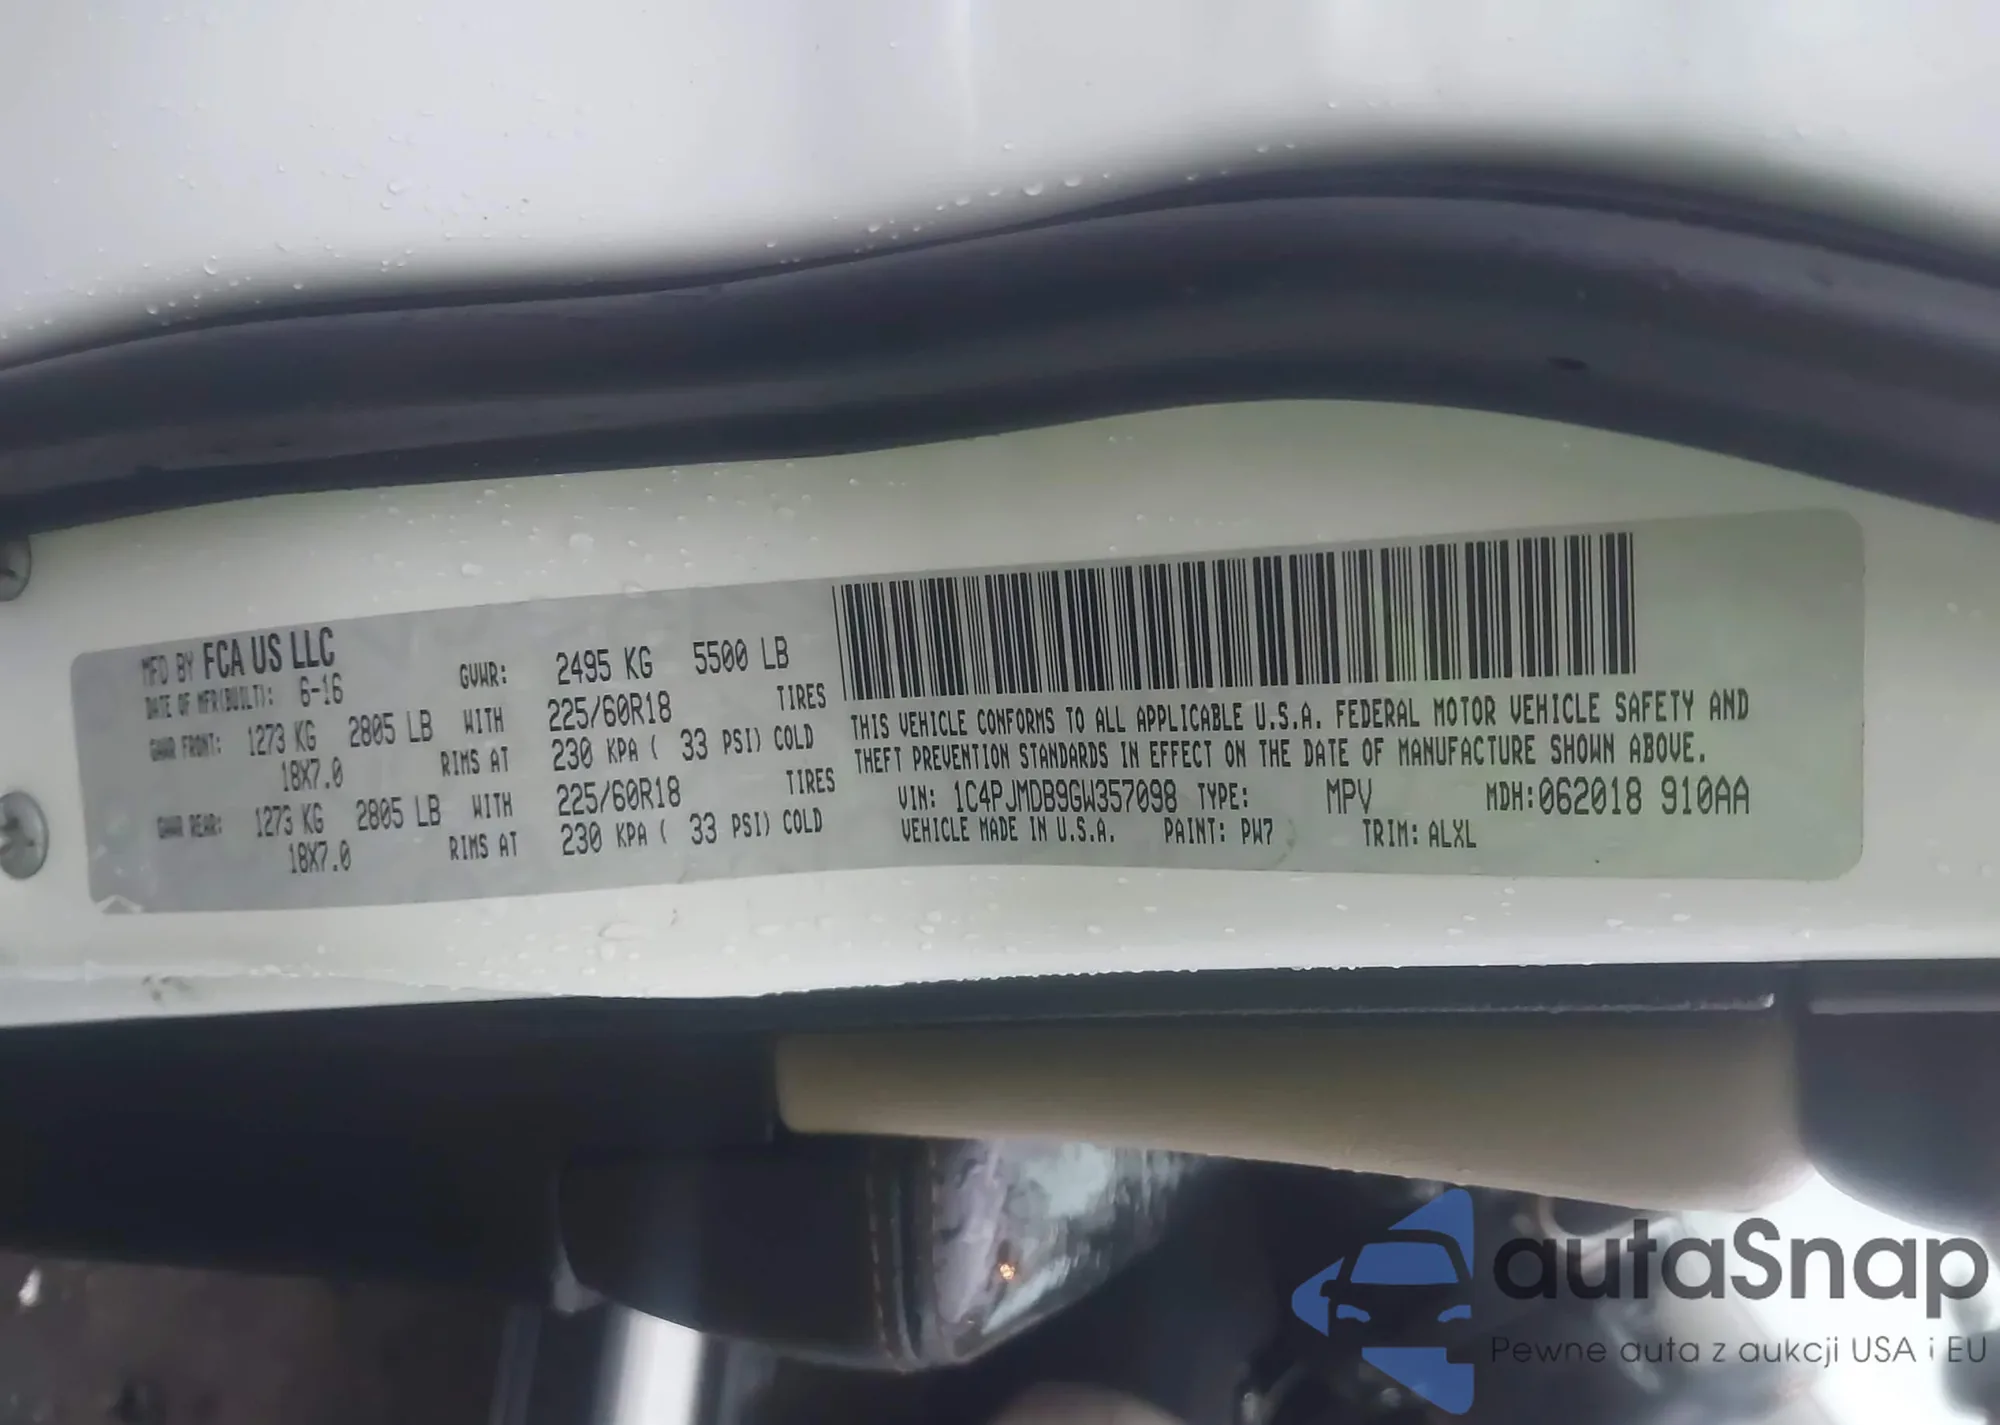 MFD BY FCA US LLC
DATE OF MFR(BUILT): 6-16
GVWR: 2495 KG 5500 LB
GAWR FRONT: 1273 KG 2805 LB WITH 225/60R18 TIRES
18X7.0 RIMS AT 230 KPA ( 33 PSI) COLD
GAWR REAR: 1273 KG 2805 LB WITH 225/60R18 TIRES
18X7.0 RIMS AT 230 KPA ( 33 PSI) COLD
THIS VEHICLE CONFORMS TO ALL APPLICABLE U.S.A. FEDERAL MOTOR VEHICLE SAFETY AND
THEFT PREVENTION STANDARDS IN EFFECT ON THE DATE OF MANUFACTURE SHOWN ABOVE.
VIN: 1C4PJMDB9GW357098 TYPE: MPV MDH:062018 910AA
VEHICLE MADE IN U.S.A. PAINT: PW7 TRIM: ALXL
autaSnap
Pewne auta z aukcji USA i EU